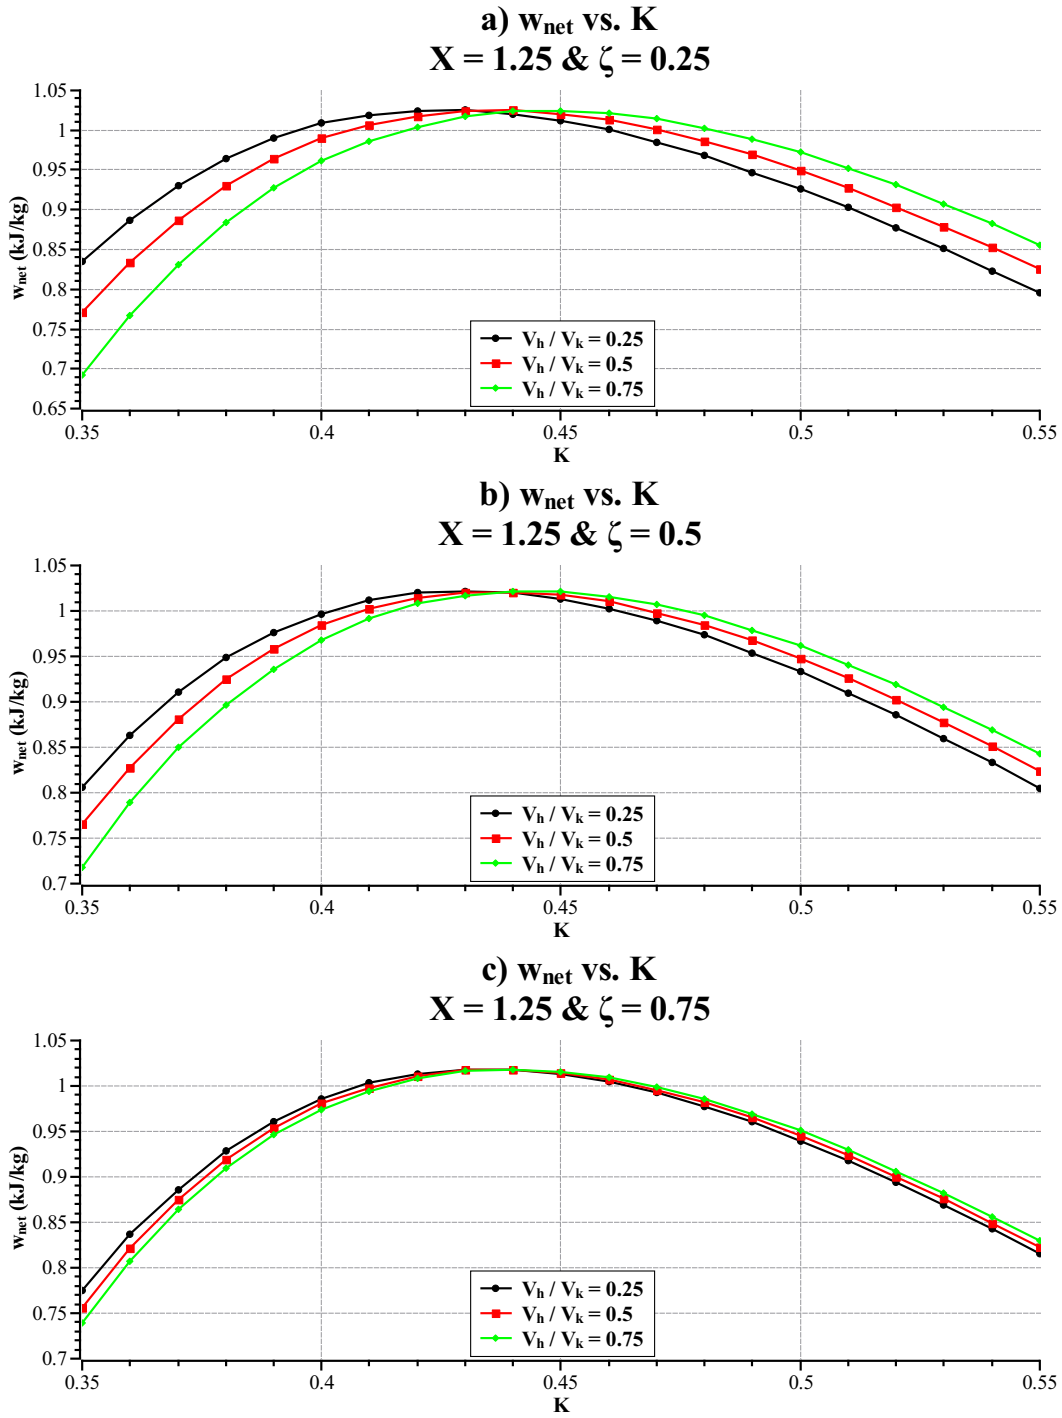 a) wnet vs. K
X = 1.25 & ζ = 0.25
1.05
1
0.95
0.9
0.85
0.8
0.75
0.7
0.65
wnet (kJ/kg)
Vh / Vk = 0.25
Vh / Vk = 0.5
Vh / Vk = 0.75
0.35 0.4 0.45 0.5 0.55
K
b) wnet vs. K
X = 1.25 & ζ = 0.5
1.05
1
0.95
0.9
0.85
0.8
0.75
0.7
wnet (kJ/kg)
Vh / Vk = 0.25
Vh / Vk = 0.5
Vh / Vk = 0.75
0.35 0.4 0.45 0.5 0.55
K
c) wnet vs. K
X = 1.25 & ζ = 0.75
1.05
1
0.95
0.9
0.85
0.8
0.75
0.7
wnet (kJ/kg)
Vh / Vk = 0.25
Vh / Vk = 0.5
Vh / Vk = 0.75
0.35 0.4 0.45 0.5 0.55
K